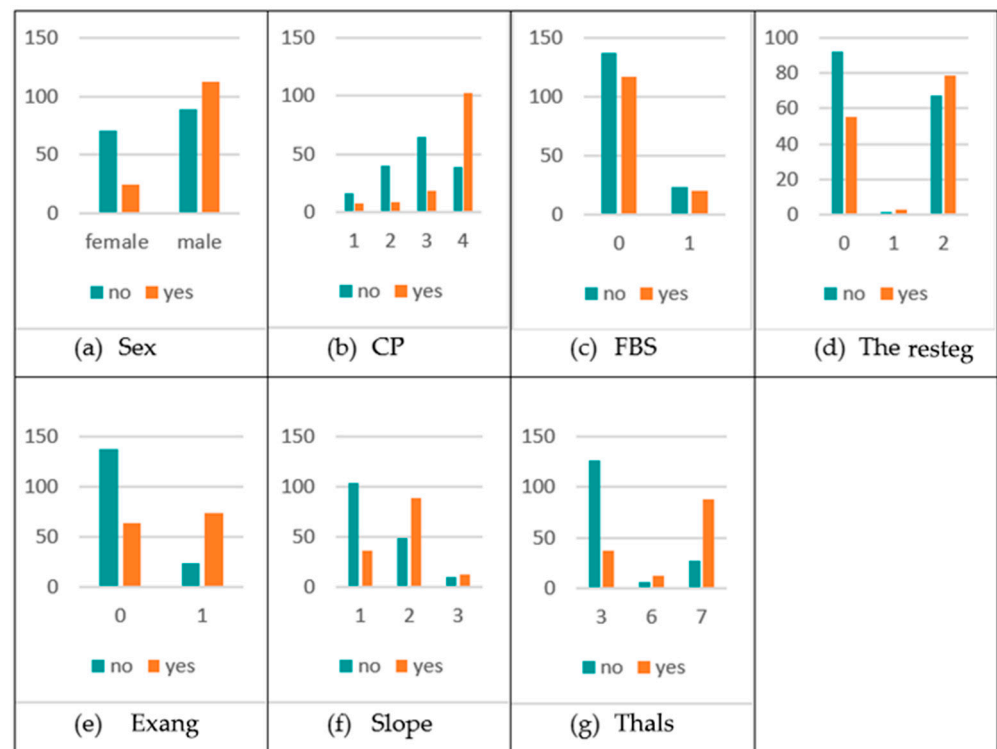 150
100
50
0
female male
no yes
(a) Sex
150
100
50
0
1 2 3 4
no yes
(b) CP
150
100
50
0
0 1
no yes
(c) FBS
100
80
60
40
20
0
0 1 2
no yes
(d) The resteg
150
100
50
0
0 1
no yes
(e) Exang
150
100
50
0
1 2 3
no yes
(f) Slope
150
100
50
0
3 6 7
no yes
(g) Thals